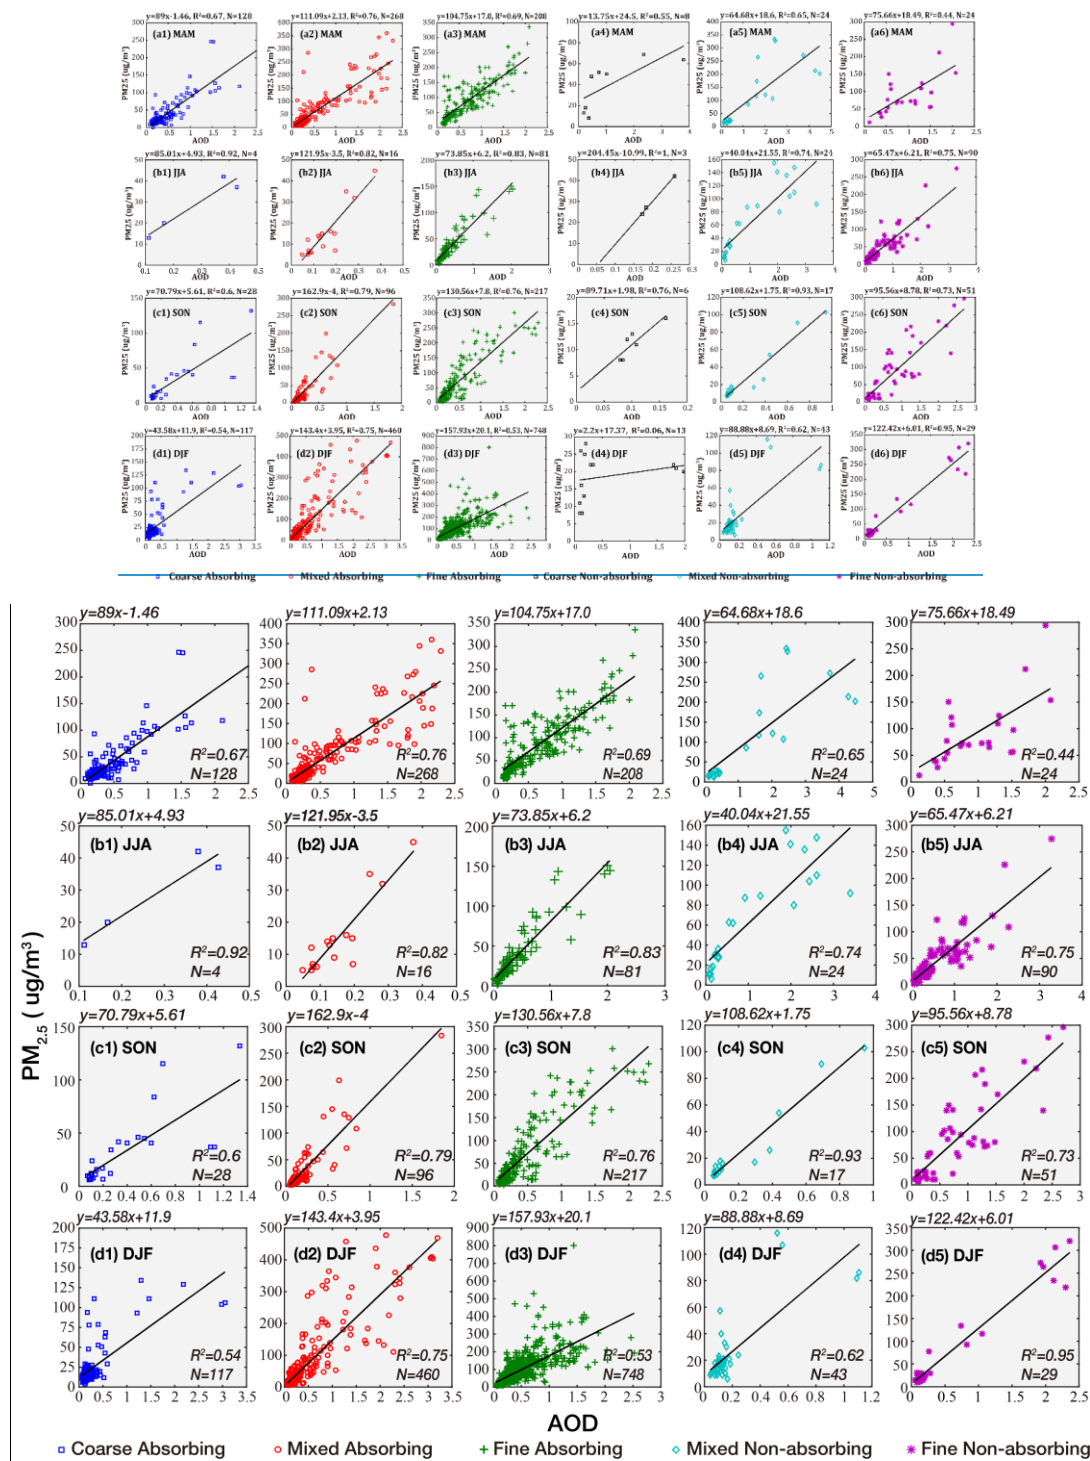 y=89x-1.46, R²=0.67, N=128
y=111.09x+2.13, R²=0.76, N=268
y=104.75x+17.0, R²=0.69, N=208
y=13.75x+24.5, R²=0.55, N=8
y=64.68x+18.6, R²=0.65, N=24
y=75.66x+18.49, R²=0.44, N=24
(a1) MAM
(a2) MAM
(a3) MAM
(a4) MAM
(a5) MAM
(a6) MAM
PM25 (ug/m³)
AOD
y=85.01x+4.93, R²=0.92, N=4
y=121.95x-3.5, R²=0.82, N=16
y=73.85x+6.2, R²=0.83, N=81
y=204.45x-10.99, R²=1, N=3
y=40.04x+21.55, R²=0.74, N=24
y=65.47x+6.21, R²=0.75, N=90
(b1) JJA
(b2) JJA
(b3) JJA
(b4) JJA
(b5) JJA
(b6) JJA
PM25 (ug/m³)
AOD
y=70.79x+5.61, R²=0.6, N=28
y=162.9x-4, R²=0.79, N=96
y=130.56x+7.8, R²=0.76, N=217
y=89.71x+1.98, R²=0.76, N=6
y=108.62x+1.75, R²=0.93, N=17
y=95.56x+8.78, R²=0.73, N=51
(c1) SON
(c2) SON
(c3) SON
(c4) SON
(c5) SON
(c6) SON
PM25 (ug/m³)
AOD
y=43.58x+11.9, R²=0.54, N=117
y=143.4x+3.95, R²=0.75, N=460
y=157.93x+20.1, R²=0.53, N=748
y=2.2x+17.37, R²=0.06, N=13
y=88.88x+8.69, R²=0.62, N=43
y=122.42x+6.01, R²=0.95, N=29
(d1) DJF
(d2) DJF
(d3) DJF
(d4) DJF
(d5) DJF
(d6) DJF
PM25 (ug/m³)
AOD
Coarse Absorbing
Mixed Absorbing
Fine Absorbing
Coarse Non-absorbing
Mixed Non-absorbing
Fine Non-absorbing
y=89x-1.46
y=111.09x+2.13
y=104.75x+17.0
y=64.68x+18.6
y=75.66x+18.49
R²=0.67
N=128
R²=0.76
N=268
R²=0.69
N=208
R²=0.65
N=24
R²=0.44
N=24
y=85.01x+4.93
y=121.95x-3.5
y=73.85x+6.2
y=40.04x+21.55
y=65.47x+6.21
(b1) JJA
(b2) JJA
(b3) JJA
(b4) JJA
(b5) JJA
R²=0.92
N=4
R²=0.82
N=16
R²=0.83
N=81
R²=0.74
N=24
R²=0.75
N=90
PM2.5 ( ug/m³)
y=70.79x+5.61
y=162.9x-4
y=130.56x+7.8
y=108.62x+1.75
y=95.56x+8.78
(c1) SON
(c2) SON
(c3) SON
(c4) SON
(c5) SON
R²=0.6
N=28
R²=0.79
N=96
R²=0.76
N=217
R²=0.93
N=17
R²=0.73
N=51
y=43.58x+11.9
y=143.4x+3.95
y=157.93x+20.1
y=88.88x+8.69
y=122.42x+6.01
(d1) DJF
(d2) DJF
(d3) DJF
(d4) DJF
(d5) DJF
R²=0.54
N=117
R²=0.75
N=460
R²=0.53
N=748
R²=0.62
N=43
R²=0.95
N=29
AOD
Coarse Absorbing
Mixed Absorbing
Fine Absorbing
Mixed Non-absorbing
Fine Non-absorbing